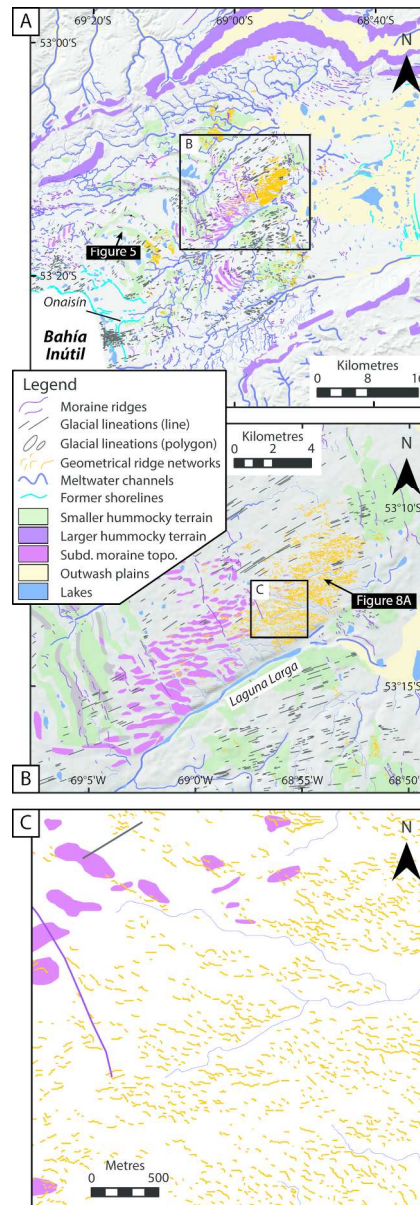 A
69°20'W
69°00'W
68°40'W
N
53°00'S
B
Figure 5
53°20'S
Onaisín
Bahía
Inútil
Kilometres
0 8 16
Legend
Moraine ridges
Glacial lineations (line)
Glacial lineations (polygon)
Geometrical ridge networks
Meltwater channels
Former shorelines
Smaller hummocky terrain
Larger hummocky terrain
Subd. moraine topo.
Outwash plains
Lakes
Kilometres
0 2 4
N
53°10'S
C
Figure 8A
Laguna Larga
53°15'S
B
69°5'W
69°0'W
68°55'W
68°50'W
C
N
Metres
0 500